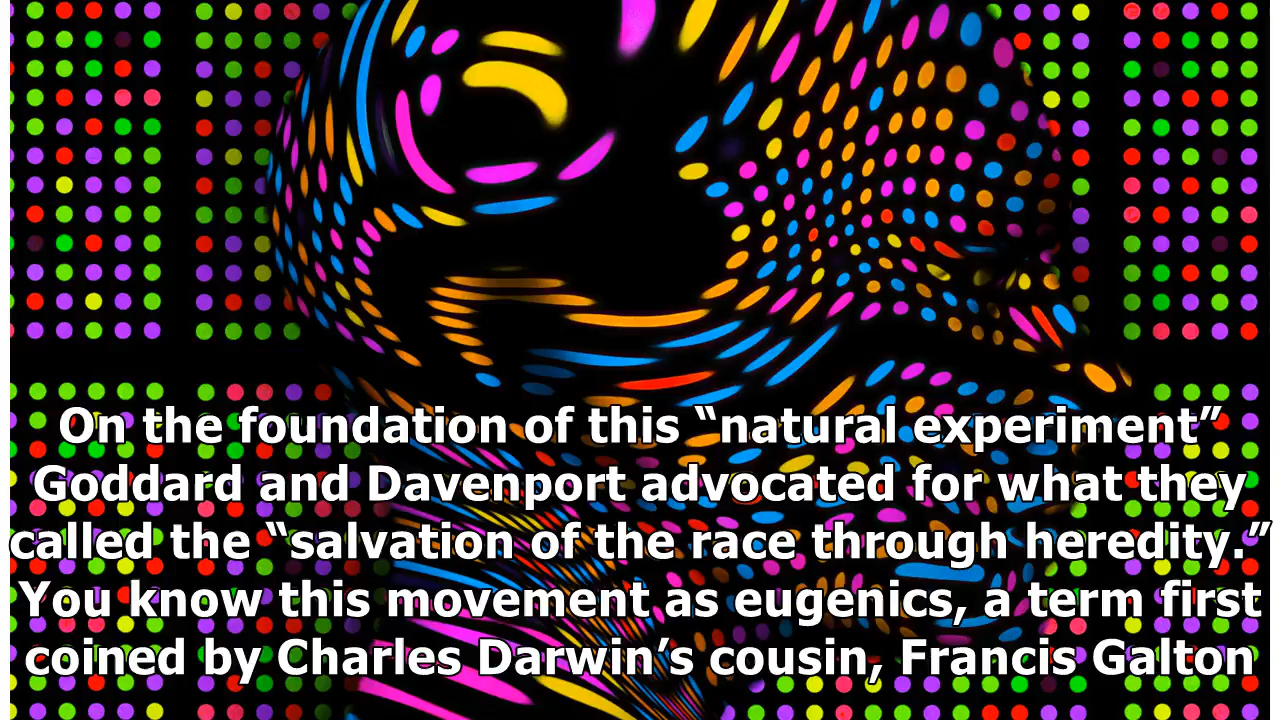 On the foundation of this “natural experiment”
Goddard and Davenport advocated for what they
called the “salvation of the race through heredity.”
You know this movement as eugenics, a term first
coined by Charles Darwin’s cousin, Francis Galton